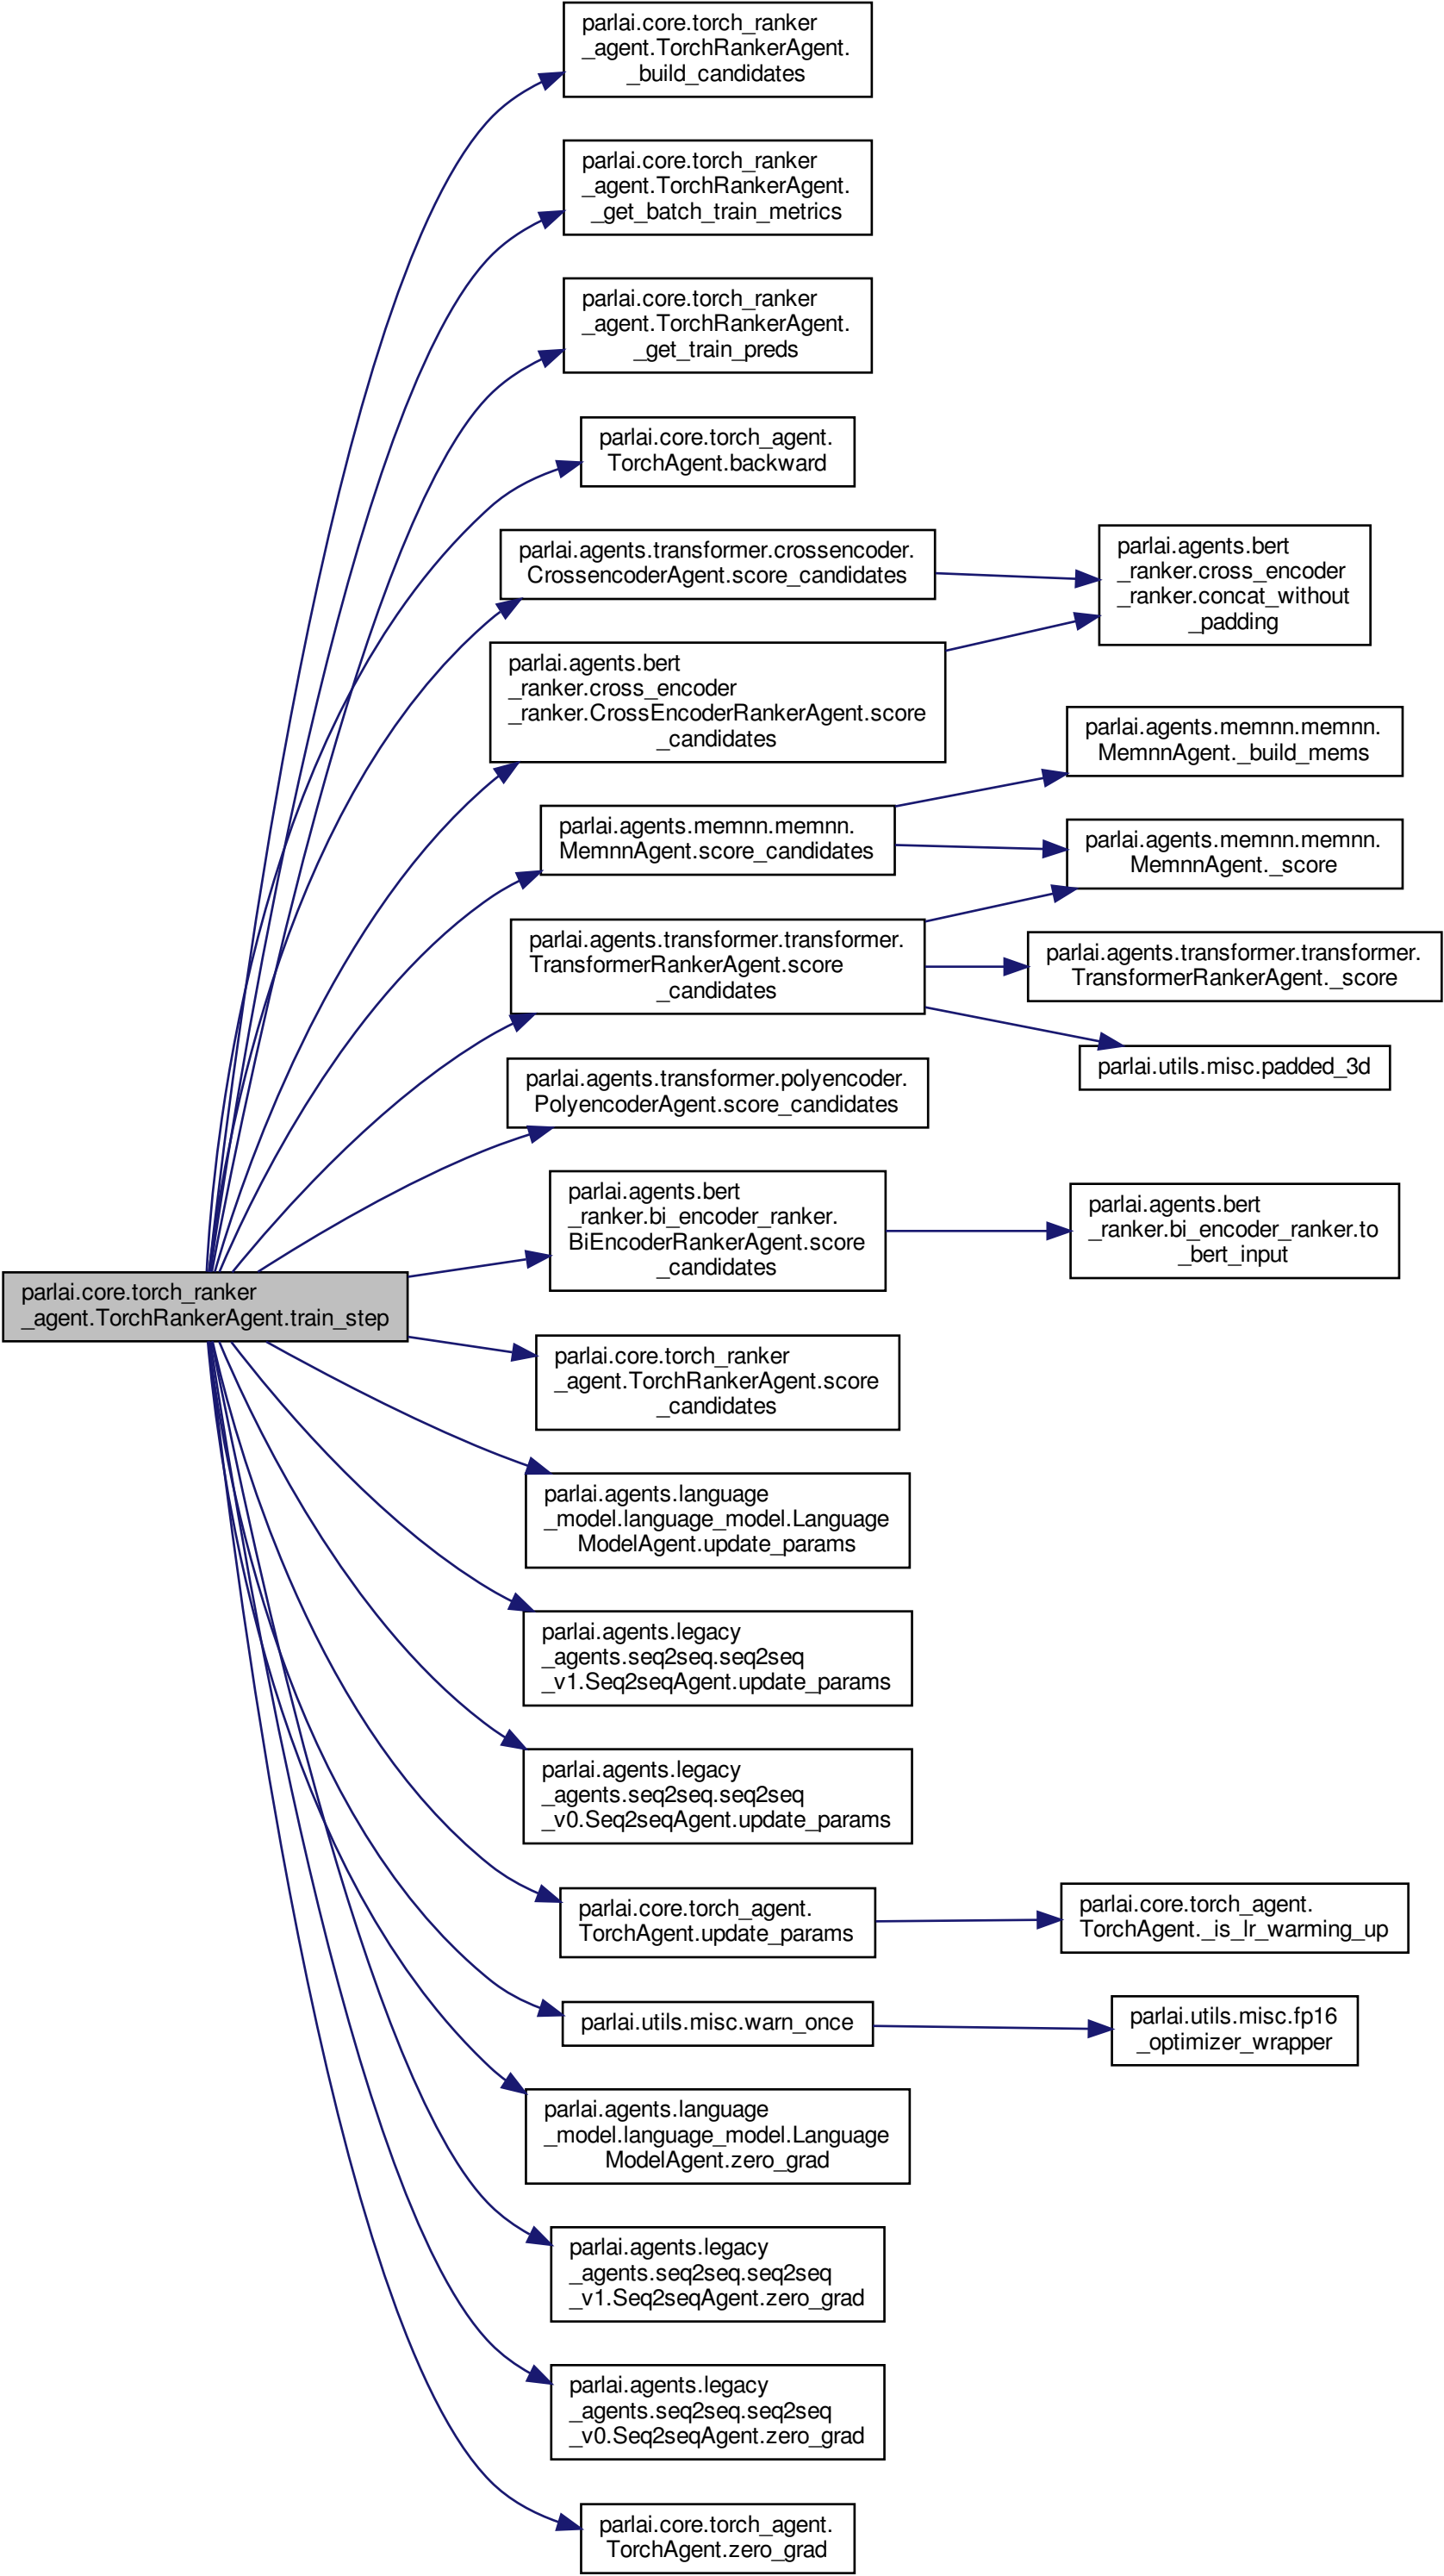 parlai.core.torch_ranker
_agent.TorchRankerAgent.
_build_candidates
parlai.core.torch_ranker
_agent.TorchRankerAgent.
_get_batch_train_metrics
parlai.core.torch_ranker
_agent.TorchRankerAgent.
_get_train_preds
parlai.core.torch_agent.
TorchAgent.backward
parlai.agents.transformer.crossencoder.
CrossencoderAgent.score_candidates
parlai.agents.bert
_ranker.cross_encoder
_ranker.concat_without
_padding
parlai.agents.bert
_ranker.cross_encoder
_ranker.CrossEncoderRankerAgent.score
_candidates
parlai.agents.memnn.memnn.
MemnnAgent._build_mems
parlai.agents.memnn.memnn.
MemnnAgent.score_candidates
parlai.agents.memnn.memnn.
MemnnAgent._score
parlai.agents.transformer.transformer.
TransformerRankerAgent.score
_candidates
parlai.agents.transformer.transformer.
TransformerRankerAgent._score
parlai.utils.misc.padded_3d
parlai.agents.transformer.polyencoder.
PolyencoderAgent.score_candidates
parlai.agents.bert
_ranker.bi_encoder_ranker.
BiEncoderRankerAgent.score
_candidates
parlai.agents.bert
_ranker.bi_encoder_ranker.to
_bert_input
parlai.core.torch_ranker
_agent.TorchRankerAgent.train_step
parlai.core.torch_ranker
_agent.TorchRankerAgent.score
_candidates
parlai.agents.language
_model.language_model.Language
ModelAgent.update_params
parlai.agents.legacy
_agents.seq2seq.seq2seq
_v1.Seq2seqAgent.update_params
parlai.agents.legacy
_agents.seq2seq.seq2seq
_v0.Seq2seqAgent.update_params
parlai.core.torch_agent.
TorchAgent.update_params
parlai.core.torch_agent.
TorchAgent._is_lr_warming_up
parlai.utils.misc.warn_once
parlai.utils.misc.fp16
_optimizer_wrapper
parlai.agents.language
_model.language_model.Language
ModelAgent.zero_grad
parlai.agents.legacy
_agents.seq2seq.seq2seq
_v1.Seq2seqAgent.zero_grad
parlai.agents.legacy
_agents.seq2seq.seq2seq
_v0.Seq2seqAgent.zero_grad
parlai.core.torch_agent.
TorchAgent.zero_grad